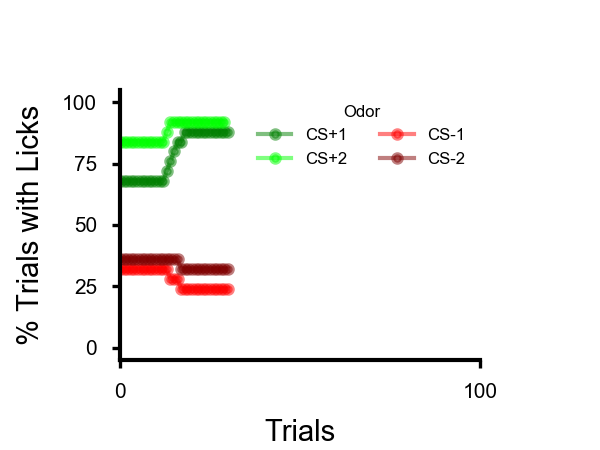 % Trials with Licks
100
75
50
25
0
Odor
CS+1
CS-1
CS+2
CS-2
0
100
Trials